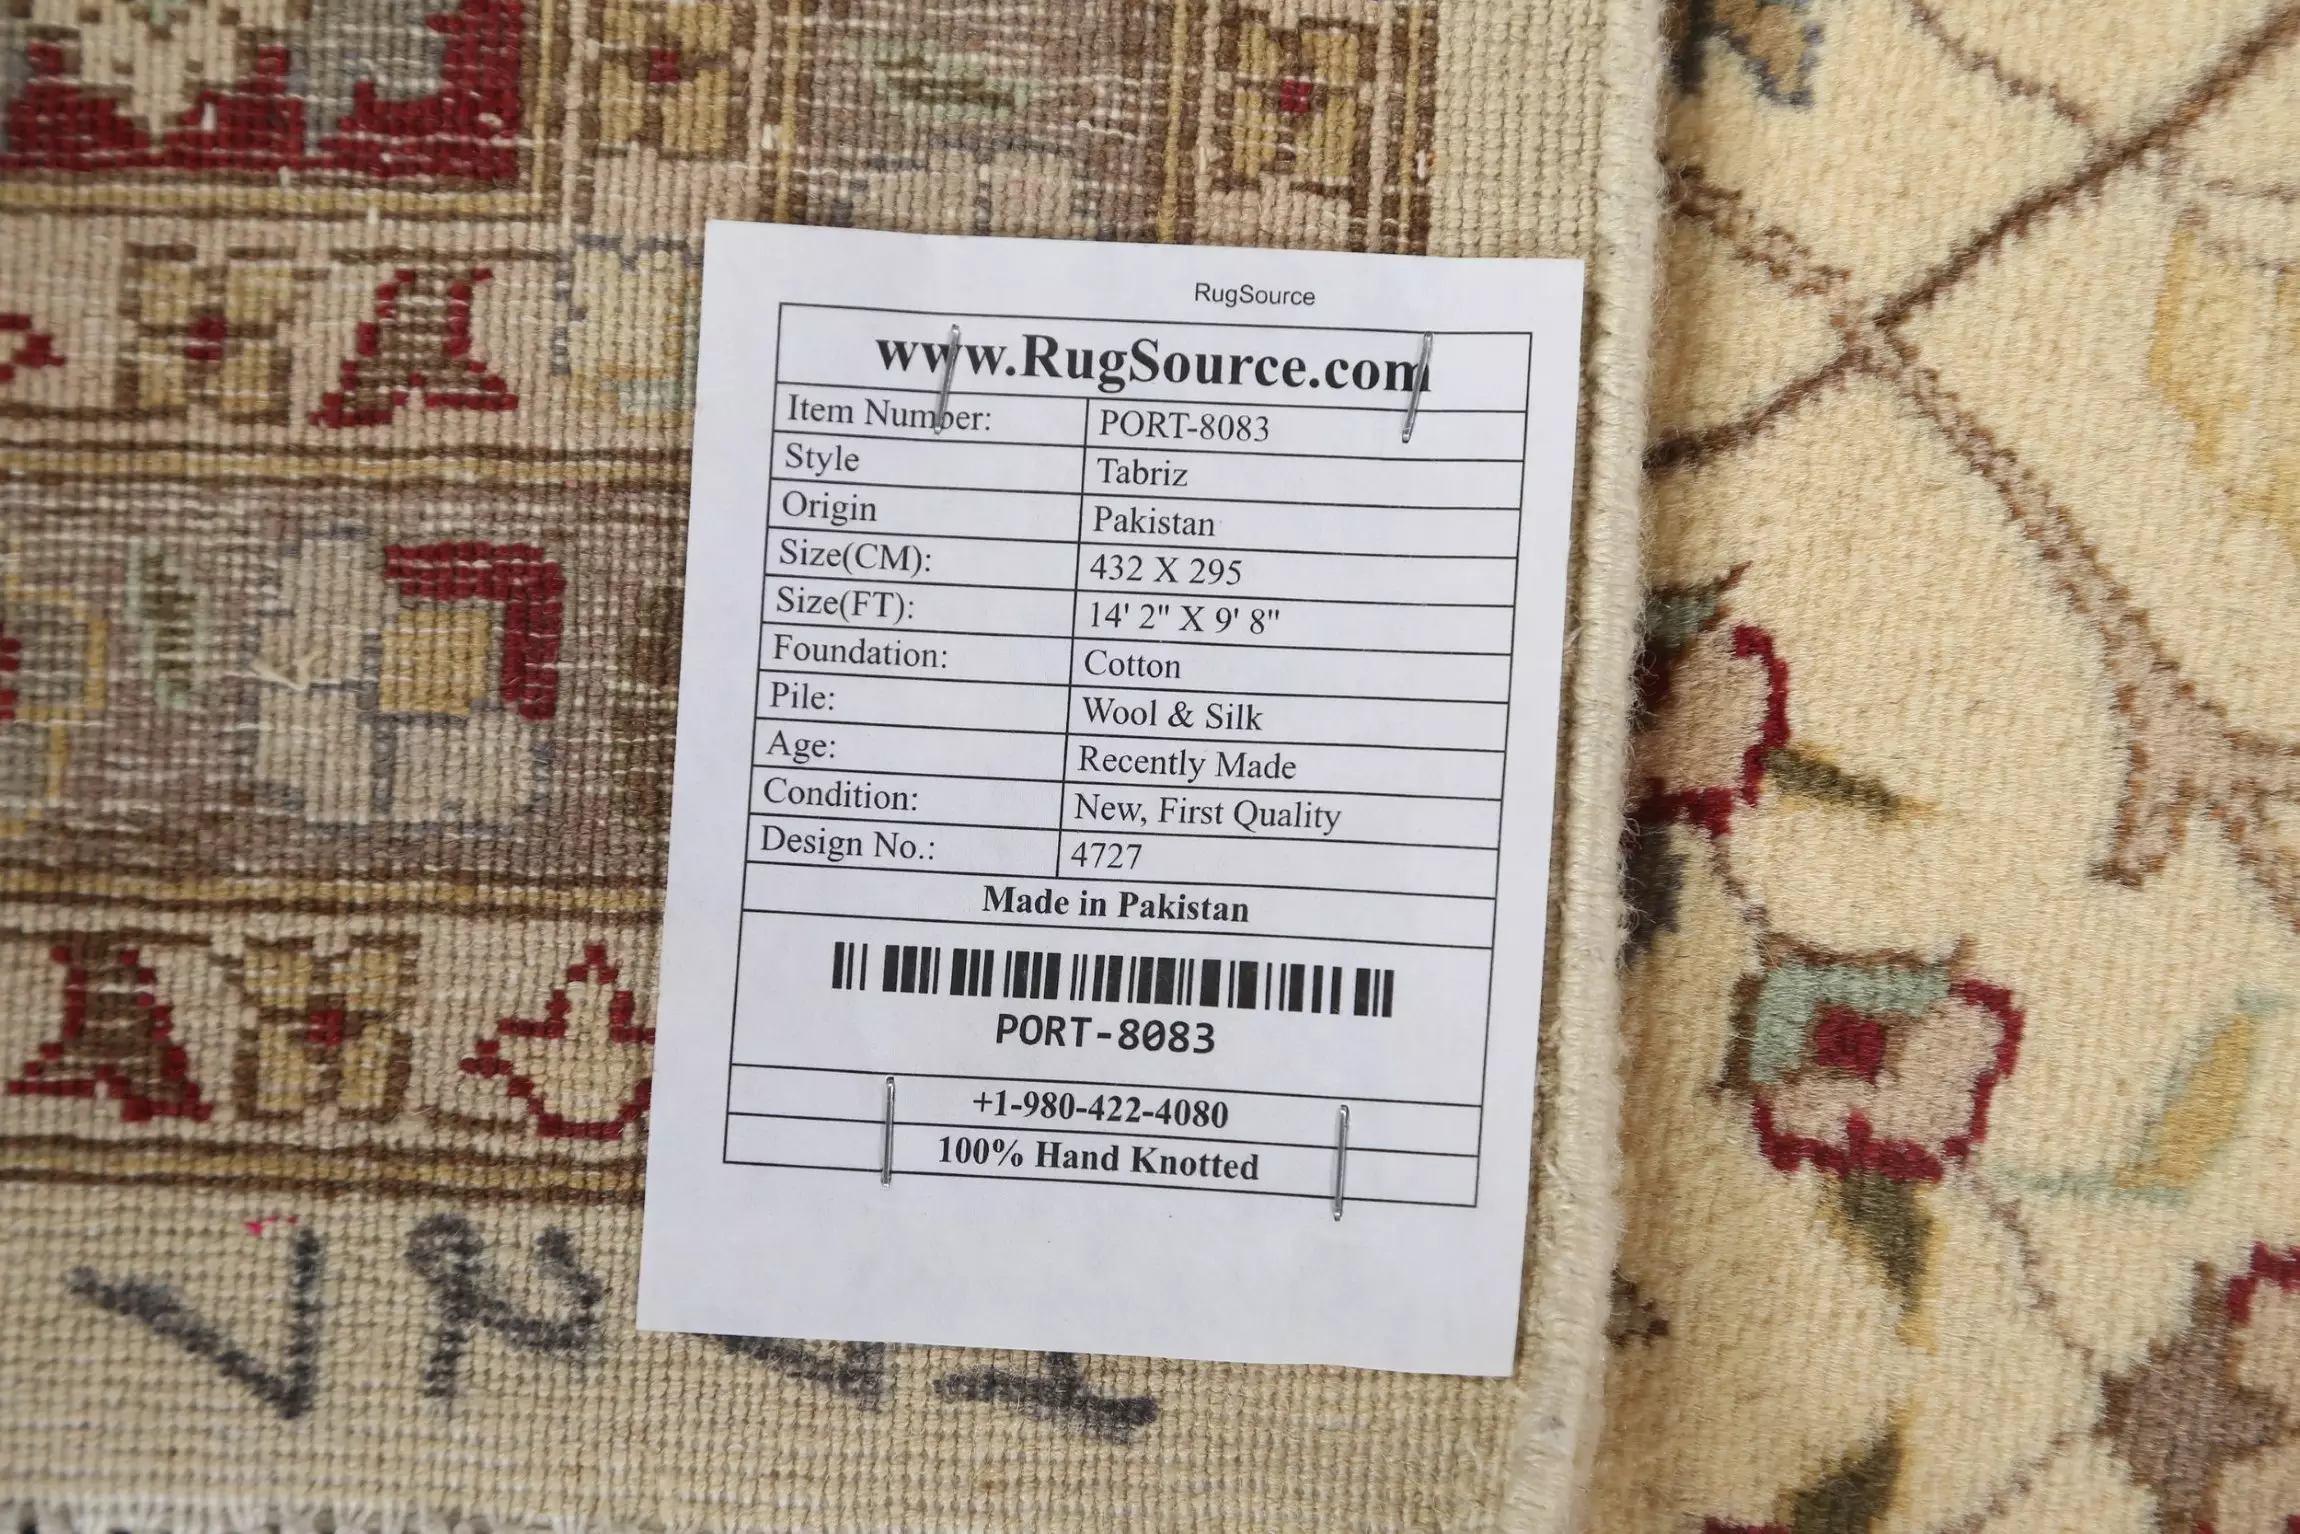 RugSource
www.RugSource.com
Item Number: PORT-8083
Style Tabriz
Origin Pakistan
Size(CM): 432 X 295
Size(FT): 14' 2" X 9' 8"
Foundation: Cotton
Pile: Wool & Silk
Age: Recently Made
Condition: New, First Quality
Design No.: 4727
Made in Pakistan
PORT-8083
+1-980-422-4080
100% Hand Knotted